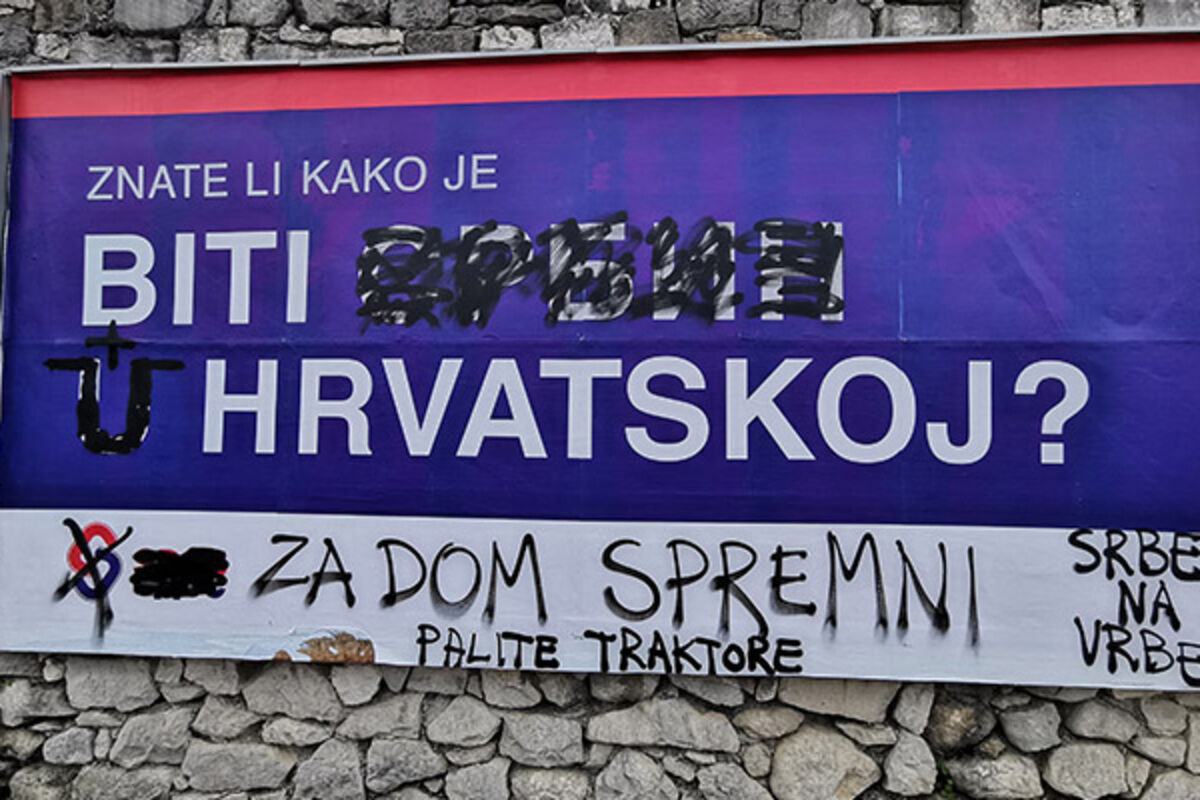 ZNATE LI KAKO JE
BITI
U HRVATSKOJ?
ZA DOM SPREMNI
PALITE TRAKTORE
SRBE
NA
VRBE